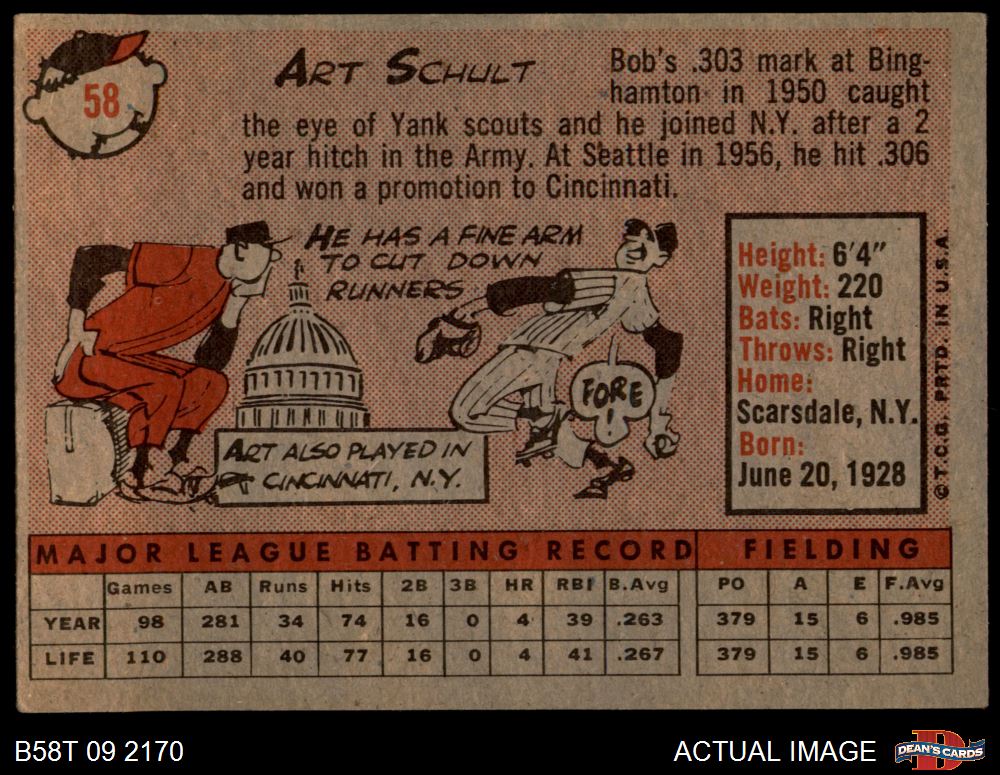 58
ART SCHULT
Bob's .303 mark at Bing-
hamton in 1950 caught
the eye of Yank scouts and he joined N.Y. after a 2
year hitch in the Army. At Seattle in 1956, he hit .306
and won a promotion to Cincinnati.
HE HAS A FINE ARM
TO CUT DOWN
RUNNERS
FORE
!
ART ALSO PLAYED IN
CINCINNATI, N.Y.
Height: 6'4"
Weight: 220
Bats: Right
Throws: Right
Home:
Scarsdale, N.Y.
Born:
June 20, 1928
© T.C.G. PRTD. IN U.S.A.
MAJOR LEAGUE BATTING RECORD FIELDING
Games AB Runs Hits 2B 3B HR RBI B.Avg PO A E F.Avg
YEAR 98 281 34 74 16 0 4 39 .263 379 15 6 .985
LIFE 110 288 40 77 16 0 4 41 .267 379 15 6 .985
B58T 09 2170
ACTUAL IMAGE
B
DEAN'S CARDS